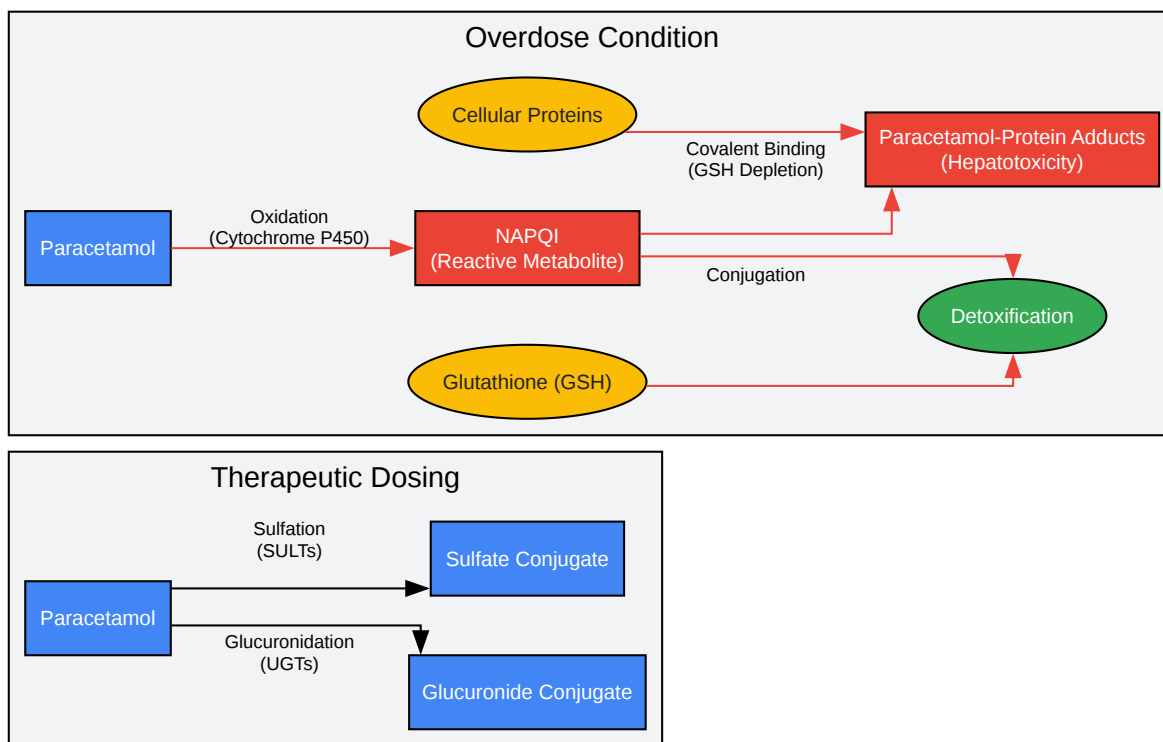 Overdose Condition
Cellular Proteins
Covalent Binding
(GSH Depletion)
Paracetamol-Protein Adducts
(Hepatotoxicity)
Paracetamol
Oxidation
(Cytochrome P450)
NAPQI
(Reactive Metabolite)
Conjugation
Detoxification
Glutathione (GSH)
Therapeutic Dosing
Sulfation
(SULTs)
Sulfate Conjugate
Paracetamol
Glucuronidation
(UGTs)
Glucuronide Conjugate